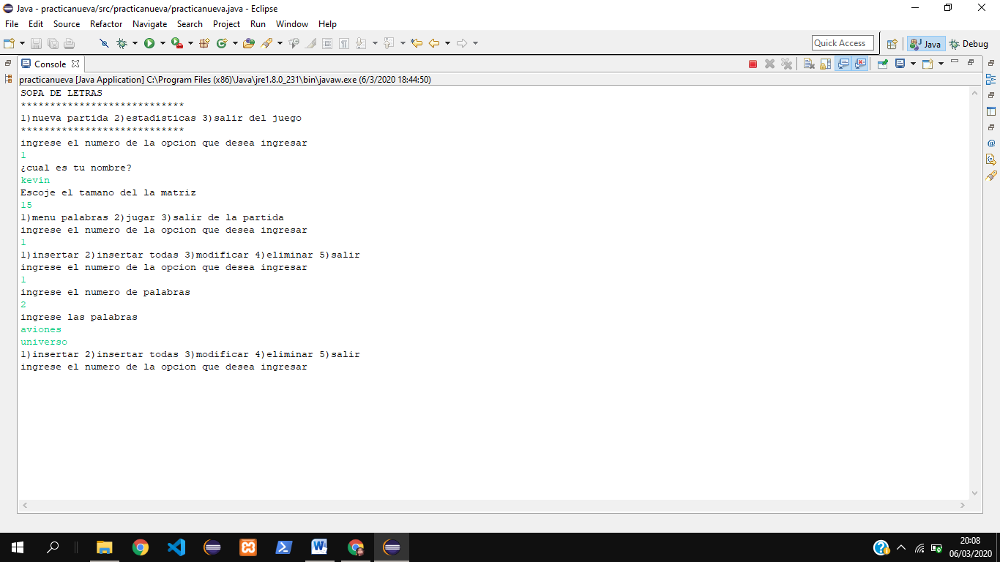 Java - practicanueva/src/practicanueva/practicanueva.java - Eclipse
File Edit Source Refactor Navigate Search Project Run Window Help
Quick Access Java Debug
Console
practicanueva [Java Application] C:\Program Files (x86)\Java\jre1.8.0_231\bin\javaw.exe (6/3/2020 18:44:50)
SOPA DE LETRAS
****************************
1)nueva partida 2)estadisticas 3)salir del juego
****************************
ingrese el numero de la opcion que desea ingresar
1
¿cual es tu nombre?
kevin
Escoje el tamano del la matriz
15
1)menu palabras 2)jugar 3)salir de la partida
ingrese el numero de la opcion que desea ingresar
1
1)insertar 2)insertar todas 3)modificar 4)eliminar 5)salir
ingrese el numero de la opcion que desea ingresar
1
ingrese el numero de palabras
2
ingrese las palabras
aviones
universo
1)insertar 2)insertar todas 3)modificar 4)eliminar 5)salir
ingrese el numero de la opcion que desea ingresar
20:08
06/03/2020